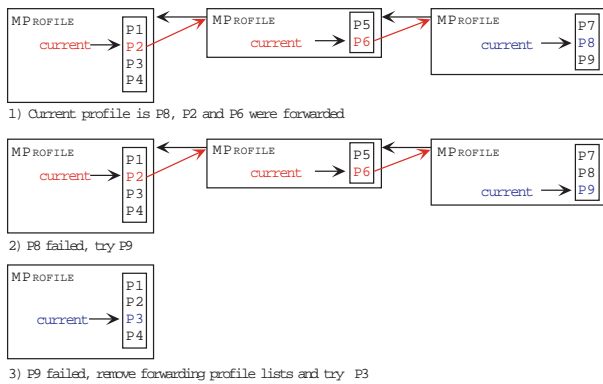 MPROFILE
current
P1
P2
P3
P4
MPROFILE
current
P5
P6
MPROFILE
current
P7
P8
P9
1) Current profile is P8, P2 and P6 were forwarded
MPROFILE
current
P1
P2
P3
P4
MPROFILE
current
P5
P6
MPROFILE
current
P7
P8
P9
2) P8 failed, try P9
MPROFILE
current
P1
P2
P3
P4
3) P9 failed, remove forwarding profile lists and try P3